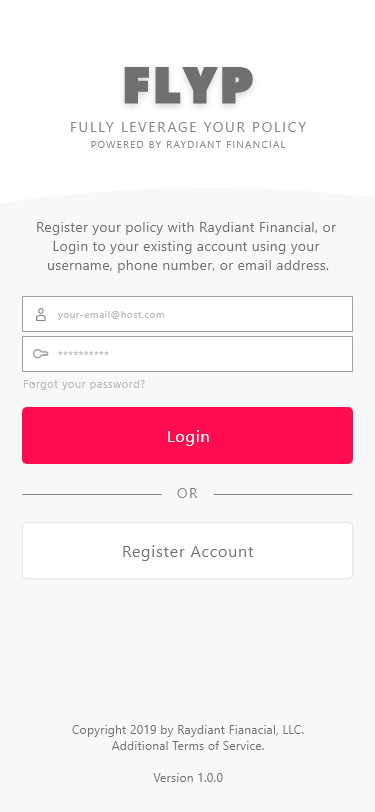 FLYP
FULLY LEVERAGE YOUR POLICY
POWERED BY RAYDIANT FINANCIAL
Register your policy with Raydiant Financial, or
Login to your existing account using your
username, phone number, or email address.
your-email@host.com
**********
Forgot your password?
Login
OR
Register Account
Copyright 2019 by Raydiant Fianacial, LLC.
Additional Terms of Service.
Version 1.0.0